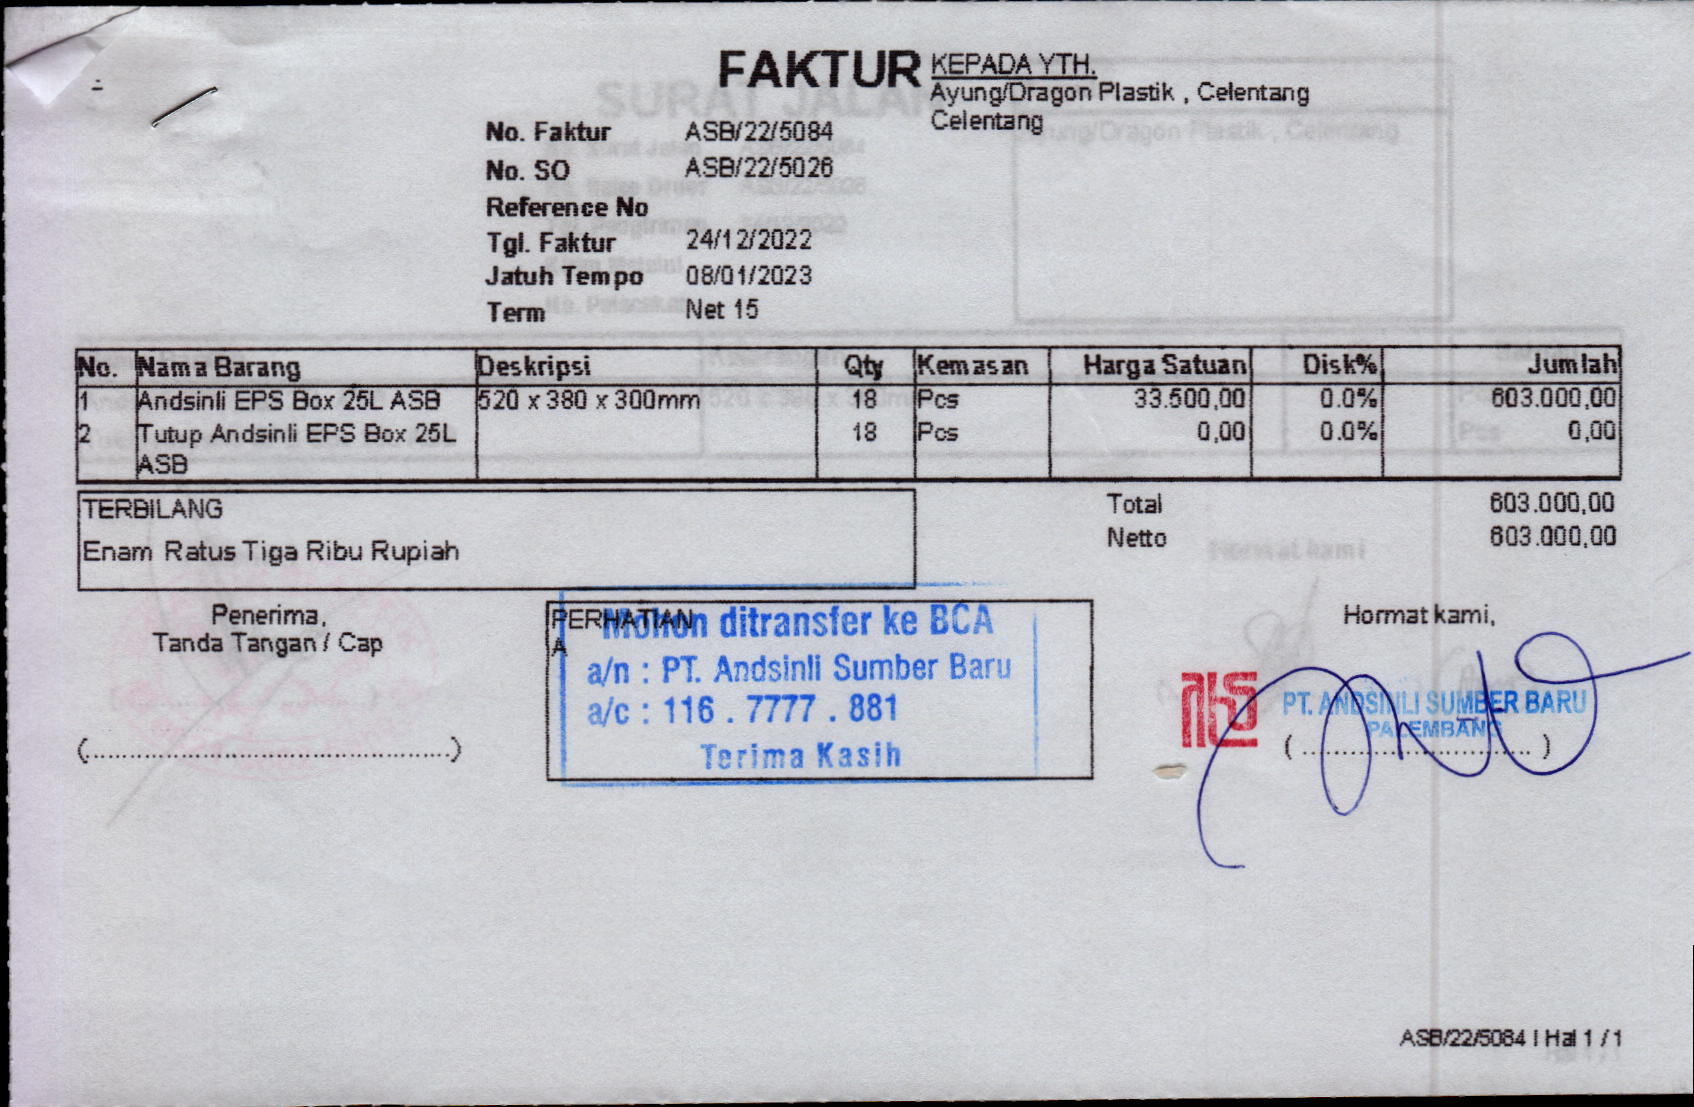 FAKTUR
KEPADA YTH.
Ayung/Dragon Plastik , Celentang
Celentang
No. Faktur ASB/22/5084
No. SO ASB/22/5026
Reference No
Tgl. Faktur 24/12/2022
Jatuh Tempo 08/01/2023
Term Net 15
No. Nama Barang Deskripsi Qty Kemasan Harga Satuan Disk% Jumlah
1 Andsinli EPS Box 25L ASB 520 x 380 x 300mm 18 Pcs 33.500,00 0.0% 603.000,00
2 Tutup Andsinli EPS Box 25L 18 Pcs 0,00 0.0% 0,00
ASB
TERBILANG
Enam Ratus Tiga Ribu Rupiah
Total 603.000,00
Netto 603.000,00
Penerima,
Tanda Tangan / Cap
(................................................)
PERHATIAN
A
Mohon ditransfer ke BCA
a/n : PT. Andsinli Sumber Baru
a/c : 116 . 7777 . 881
Terima Kasih
Hormat kami,
PT. ANDSINLI SUMBER BARU
PALEMBANG
( .............................. )
ASB/22/5084 | Hal 1 / 1